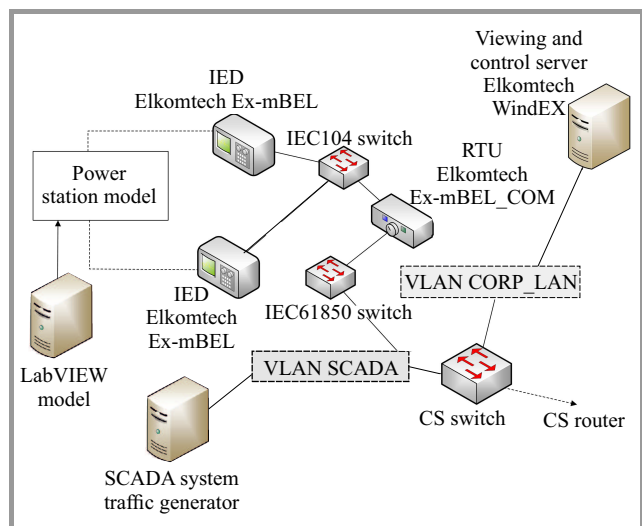 Viewing and
control server
Elkomtech
WindEX
IED
Elkomtech Ex-mBEL
IEC104 switch
RTU
Elkomtech
Ex-mBEL_COM
Power
station model
IED
Elkomtech
Ex-mBEL
IEC61850 switch
VLAN CORP_LAN
LabVIEW
model
VLAN SCADA
CS switch
CS router
SCADA system
traffic generator